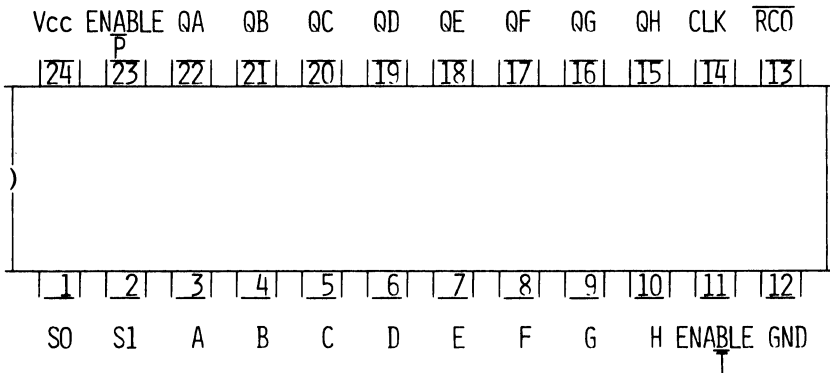 Vcc ENABLE QA QB QC QD QE QF QG QH CLK R̅C̅O̅
P̅
24 23 22 21 20 19 18 17 16 15 14 13
1 2 3 4 5 6 7 8 9 10 11 12
S0 S1 A B C D E F G H ENABLE GND
T̅